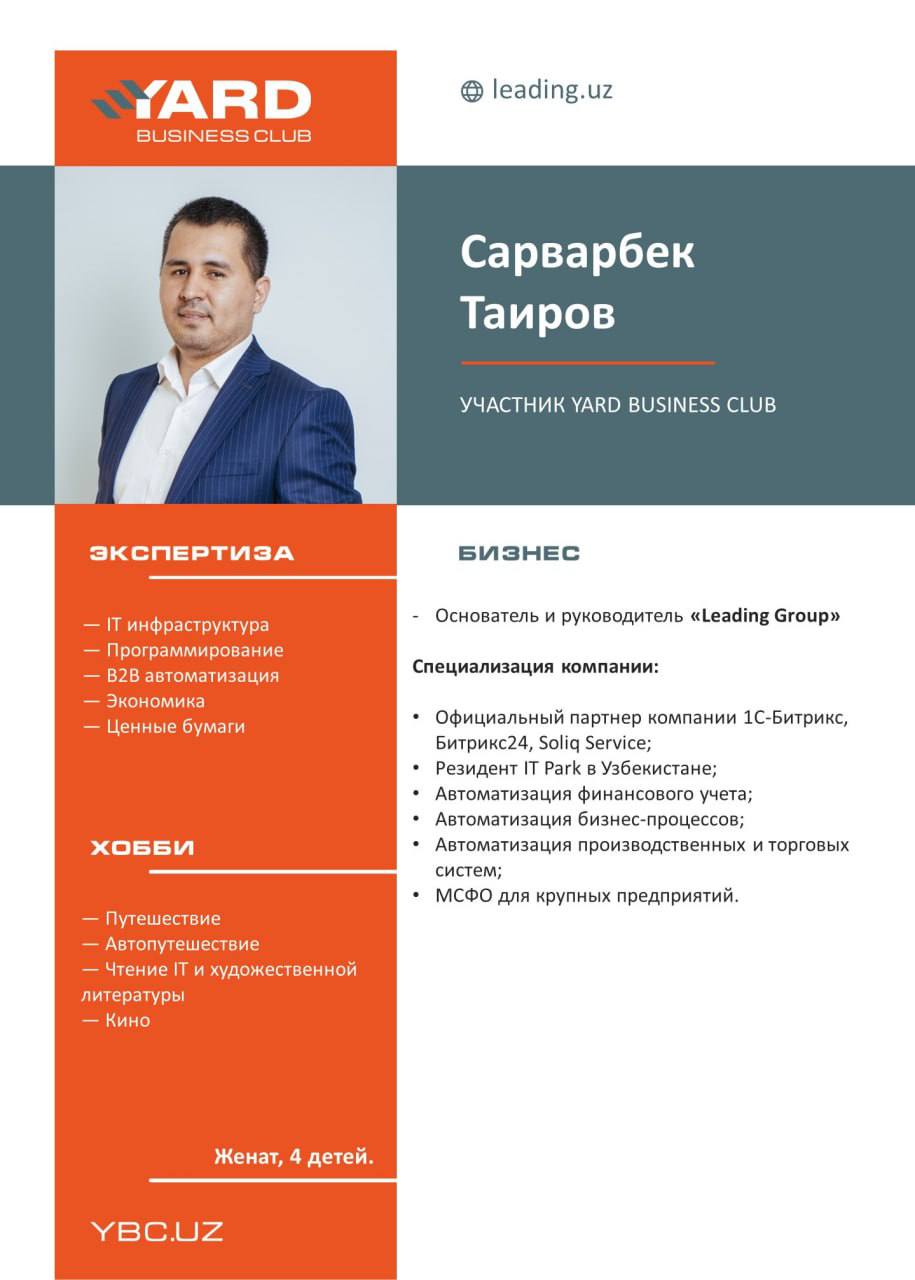 YARD
BUSINESS CLUB
leading.uz
Сарварбек
Таиров
УЧАСТНИК YARD BUSINESS CLUB
ЭКСПЕРТИЗА
— IT инфраструктура
— Программирование
— B2B автоматизация
— Экономика
— Ценные бумаги
ХОББИ
— Путешествие
— Автопутешествие
— Чтение IT и художественной
литературы
— Кино
Женат, 4 детей.
YBC.UZ
БИЗНЕС
- Основатель и руководитель «Leading Group»
Специализация компании:
• Официальный партнер компании 1С-Битрикс,
Битрикс24, Soliq Service;
• Резидент IT Park в Узбекистане;
• Автоматизация финансового учета;
• Автоматизация бизнес-процессов;
• Автоматизация производственных и торговых
систем;
• МСФО для крупных предприятий.